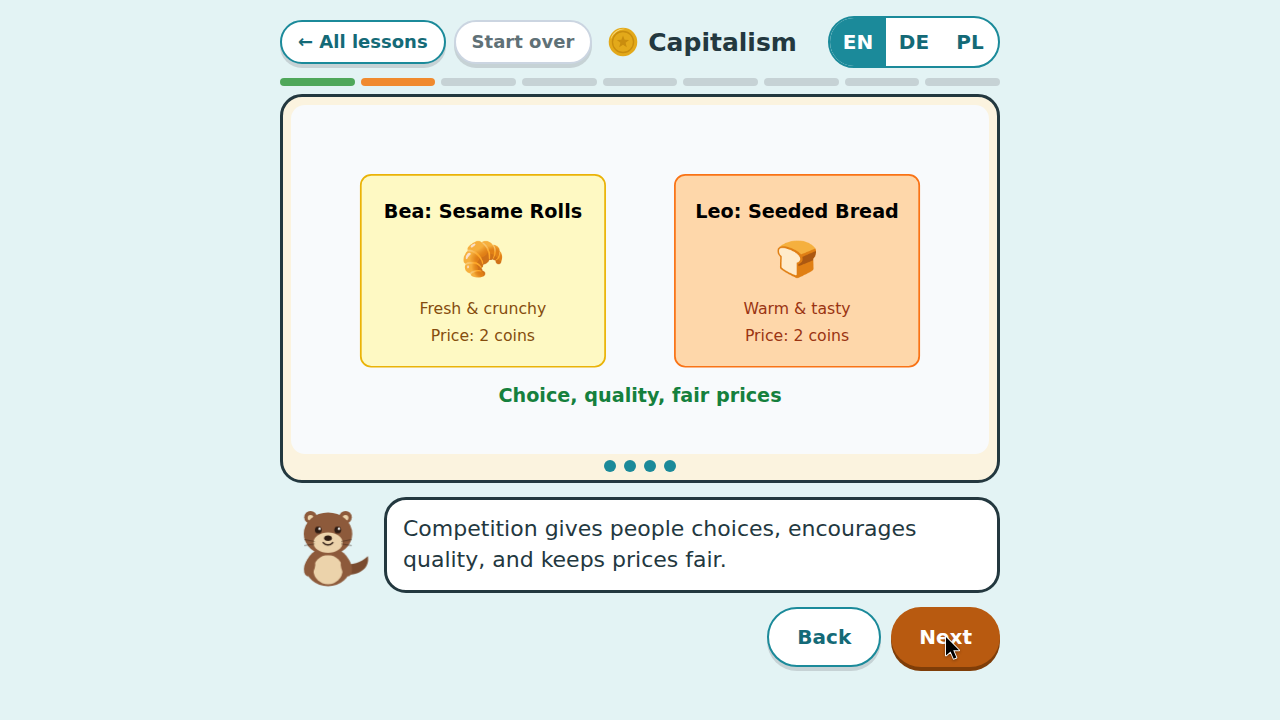 ← All lessons
Start over
Capitalism
EN
DE
PL
Bea: Sesame Rolls
Fresh & crunchy
Price: 2 coins
Leo: Seeded Bread
Warm & tasty
Price: 2 coins
Choice, quality, fair prices
Competition gives people choices, encourages
quality, and keeps prices fair.
Back
Next